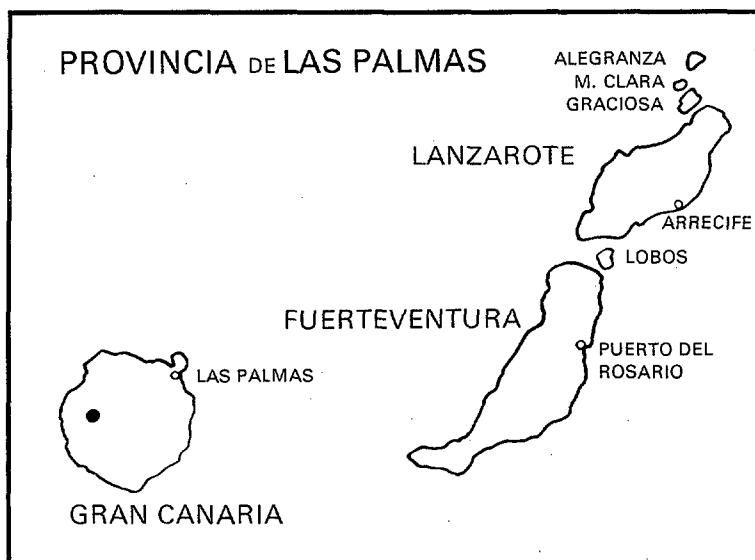 PROVINCIA DE LAS PALMAS
ALEGRANZA
M. CLARA
GRACIOSA
LANZAROTE
ARRECIFE
LOBOS
FUERTEVENTURA
PUERTO DEL
ROSARIO
LAS PALMAS
GRAN CANARIA